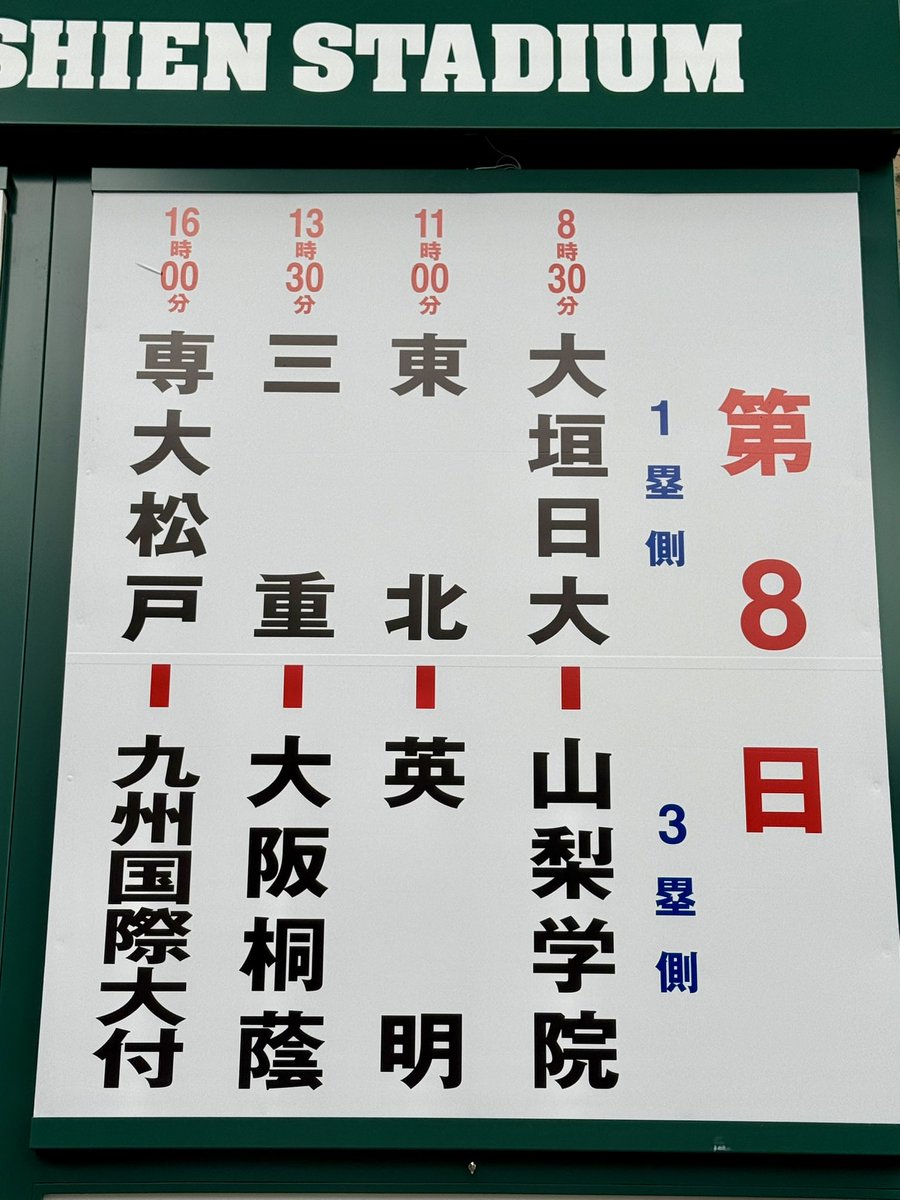 SHIEN STADIUM
第8日
1塁側
3塁側
8時30分
大垣日大 - 山梨学院
11時00分
東北 - 英明
13時30分
三重 - 大阪桐蔭
16時00分
専大松戸 - 九州国際大付